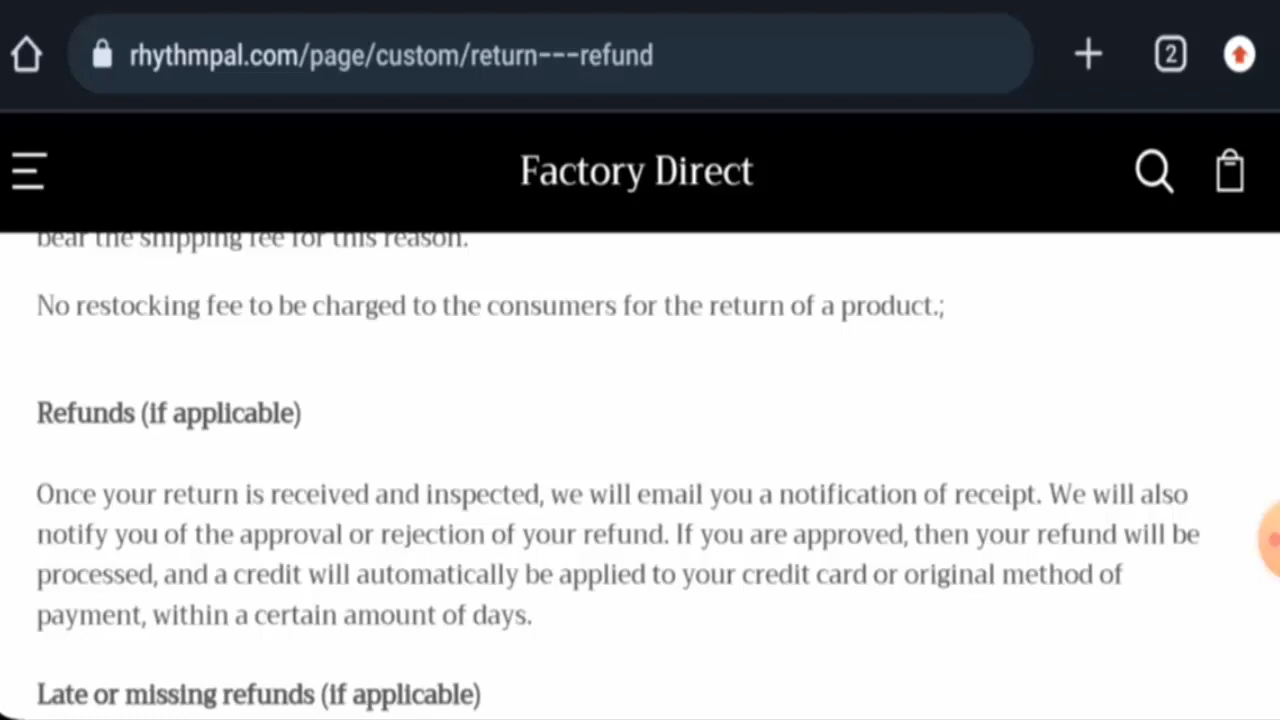 rhythmpal.com/page/custom/return---refund
2
Factory Direct
bear the shipping fee for this reason.
No restocking fee to be charged to the consumers for the return of a product.;
Refunds (if applicable)
Once your return is received and inspected, we will email you a notification of receipt. We will also
notify you of the approval or rejection of your refund. If you are approved, then your refund will be
processed, and a credit will automatically be applied to your credit card or original method of
payment, within a certain amount of days.
Late or missing refunds (if applicable)